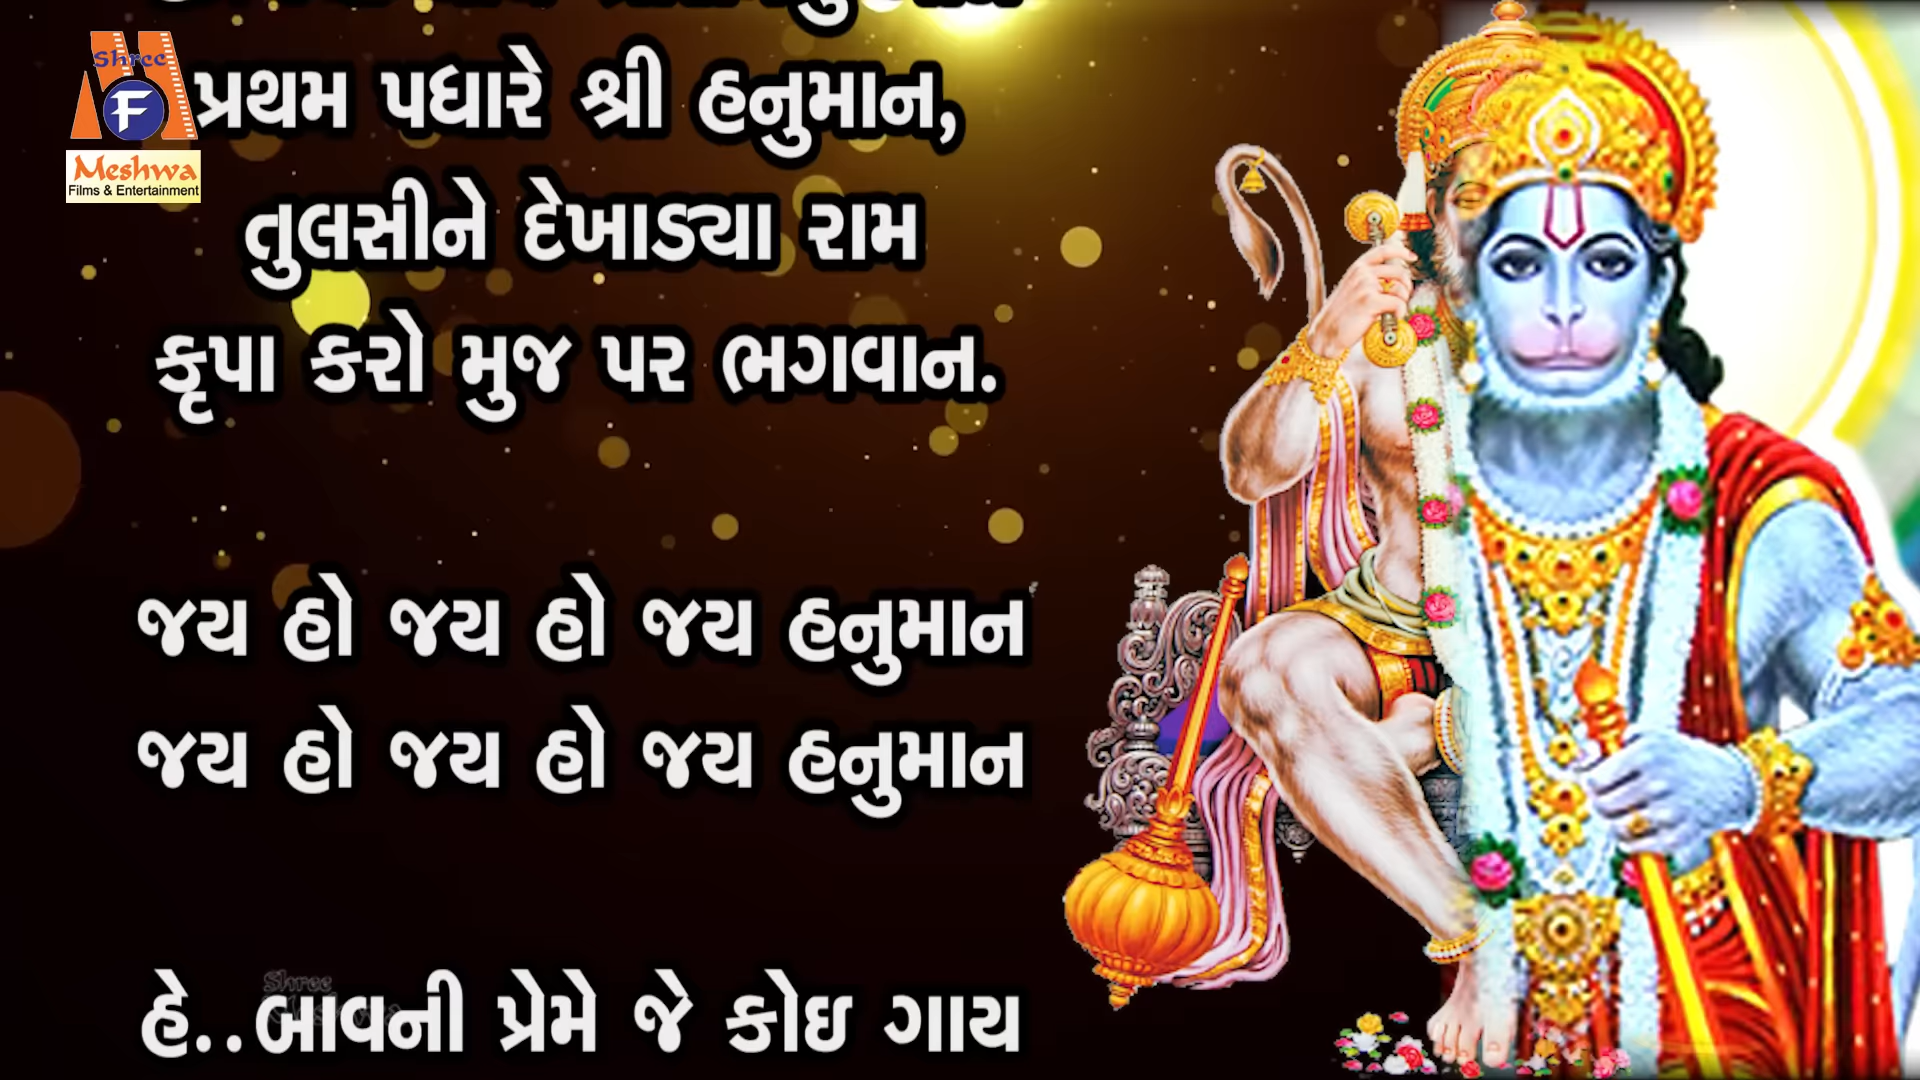 Shree
F
Meshwa
Films & Entertainment
પ્રથમ પધારે શ્રી હનુમાન,
તુલસીને દેખાડ્યા રામ
કૃપા કરો મુજ પર ભગવાન.
જય હો જય હો જય હનુમાન
જય હો જય હો જય હનુમાન
Shree
હે..બાવની પ્રેમે જે કોઇ ગાય